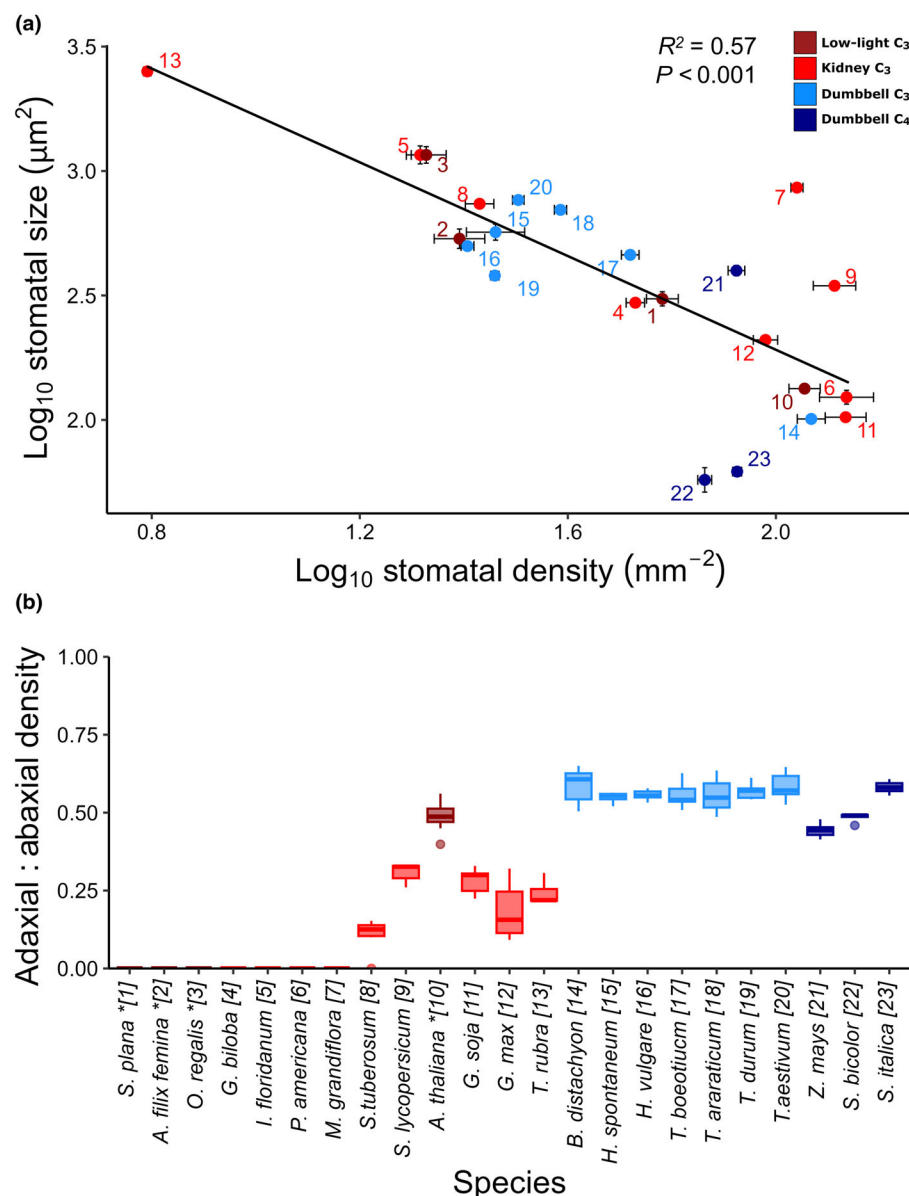 (a)
R² = 0.57
P < 0.001
Low-light C₃
Kidney C₃
Dumbbell C₃
Dumbbell C₄
Log₁₀ stomatal size (μm²)
3.5
3.0
2.5
2.0
13
5
3
8
20
18
7
2
15
16
19
17
21
9
4
1
12
10
6
14
11
22
23
0.8
1.2
1.6
2.0
Log₁₀ stomatal density (mm⁻²)
(b)
Adaxial : abaxial density
1.00
0.75
0.50
0.25
0.00
S. plana *[1]
A. filix femina *[2]
O. regalis *[3]
G. biloba [4]
I. floridanum [5]
P. americana [6]
M. grandiflora [7]
S.tuberosum [8]
S. lycopersicum [9]
A. thaliana *[10]
G. soja [11]
G. max [12]
T. rubra [13]
B. distachyon [14]
H. spontaneum [15]
H. vulgare [16]
T. boeotiucm [17]
T. araraticum [18]
T. durum [19]
T.aestivum [20]
Z. mays [21]
S. bicolor [22]
S. italica [23]
Species